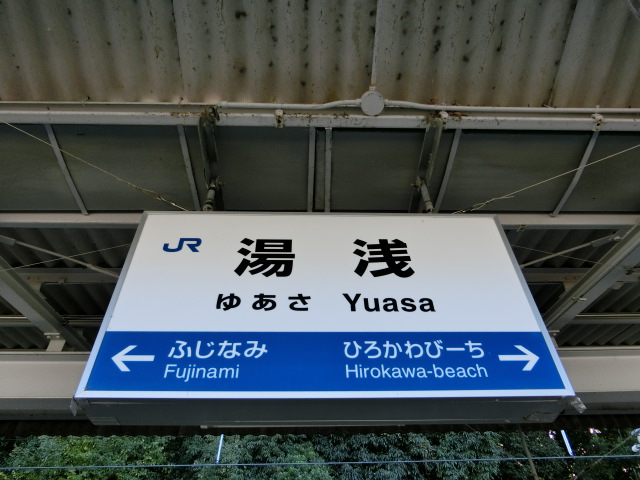 JR 湯浅
ゆあさ Yuasa
← ふじなみ ひろかわびーち →
Fujinami Hirokawa-beach